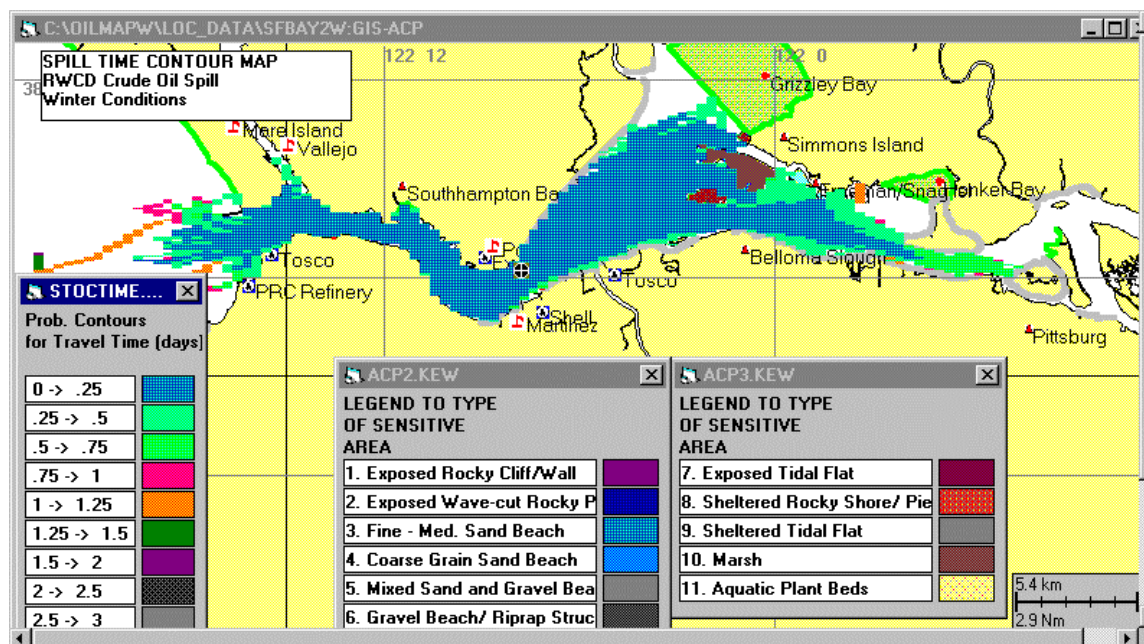 C:\OILMAPW\LOC_DATA\SFBAY2W:GIS-ACP
SPILL TIME CONTOUR MAP
RWCD Crude Oil Spill
Winter Conditions
122 12
122 0
38
Grizzley Bay
Mare Island
Vallejo
Simmons Island
Southhampton Ba
Honker Bay
Tosco
Belloma Slough
Tosco
PRC Refinery
Shell
Martinez
Pittsburg
STOCTIME....
Prob. Contours
for Travel Time (days)
0 -> .25
.25 -> .5
.5 -> .75
.75 -> 1
1 -> 1.25
1.25 -> 1.5
1.5 -> 2
2 -> 2.5
2.5 -> 3
ACP2.KEW
LEGEND TO TYPE
OF SENSITIVE
AREA
1. Exposed Rocky Cliff/Wall
2. Exposed Wave-cut Rocky P
3. Fine - Med. Sand Beach
4. Coarse Grain Sand Beach
5. Mixed Sand and Gravel Bea
6. Gravel Beach/ Riprap Struc
ACP3.KEW
LEGEND TO TYPE
OF SENSITIVE
AREA
7. Exposed Tidal Flat
8. Sheltered Rocky Shore/ Pie
9. Sheltered Tidal Flat
10. Marsh
11. Aquatic Plant Beds
5.4 km
2.9 Nm